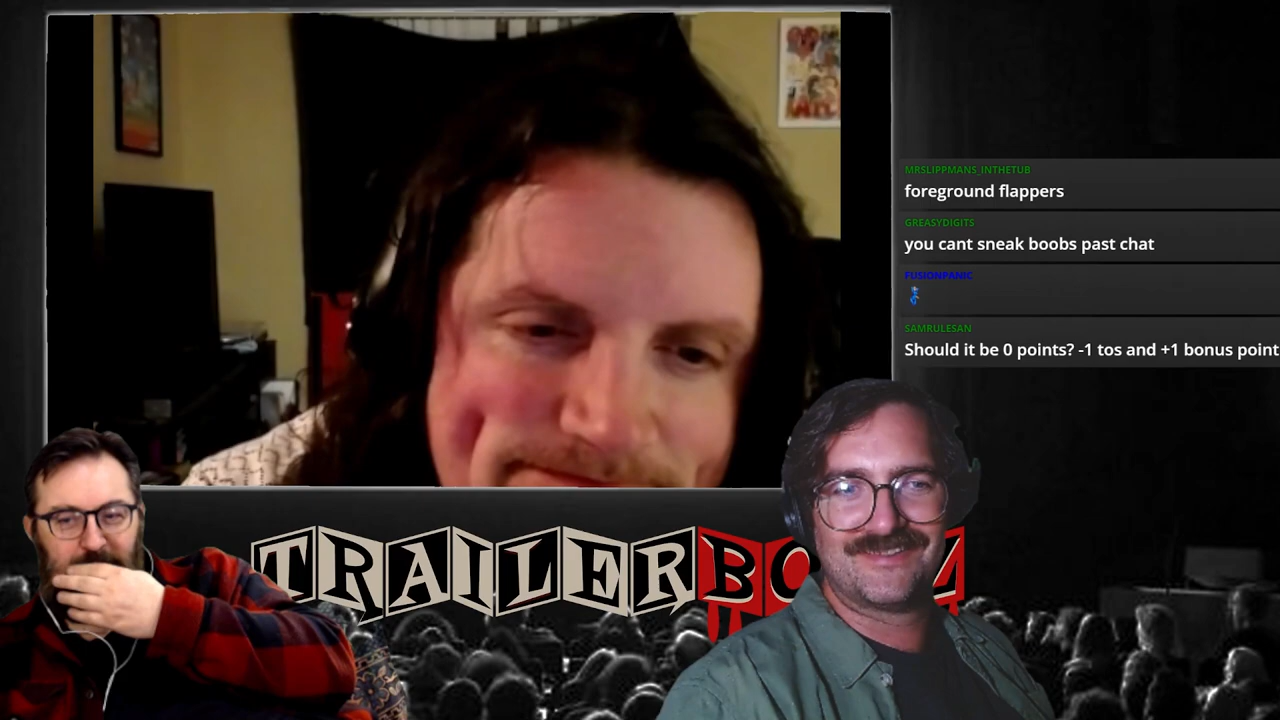 MRSLIPPMANS_INTHETUB
foreground flappers
GREASYDIGITS
you cant sneak boobs past chat
FUSIONPANIC
SAMRULESAN
Should it be 0 points? -1 tos and +1 bonus point
TRAILER